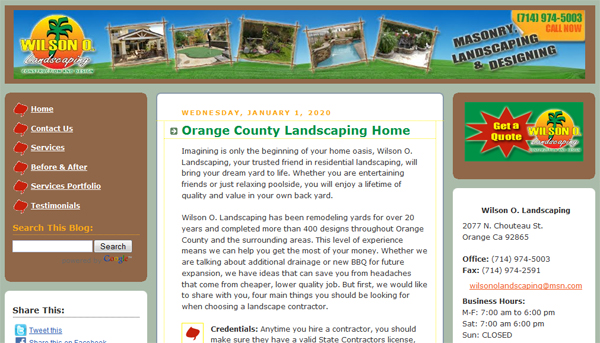 WILSON O.
Landscaping
CONSTRUCTION AND DESIGN
(714) 974-5003
CALL NOW
MASONRY,
LANDSCAPING
& DESIGNING
Home
Contact Us
Services
Before & After
Services Portfolio
Testimonials
Search This Blog:
Search
powered by Google™
Share This:
Tweet this
Share this on Facebook
WEDNESDAY, JANUARY 1, 2020
Orange County Landscaping Home
Imagining is only the beginning of your home oasis, Wilson O.
Landscaping, your trusted friend in residential landscaping, will
bring your dream yard to life. Whether you are entertaining
friends or just relaxing poolside, you will enjoy a lifetime of
quality and value in your own back yard.
Wilson O. Landscaping has been remodeling yards for over 20
years and completed more than 400 designs throughout Orange
County and the surrounding areas. This level of experience
means we can help you get the most of your money. Whether we
are talking about additional drainage or new BBQ for future
expansion, we have ideas that can save you from headaches
that come from cheaper, lower quality job. But first, we would
like to share with you, four main things you should be looking for
when choosing a landscape contractor.
Credentials: Anytime you hire a contractor, you should
make sure they have a valid State Contractors license,
Get a
Quote
WILSON O.
Landscaping
Wilson O. Landscaping
2077 N. Chouteau St.
Orange Ca 92865
Office: (714) 974-5003
Fax: (714) 974-2591
wilsonolandscaping@msn.com
Business Hours:
M-F: 7:00 am to 6:00 pm
Sat: 7:00 am to 6:00 pm
Sun: CLOSED